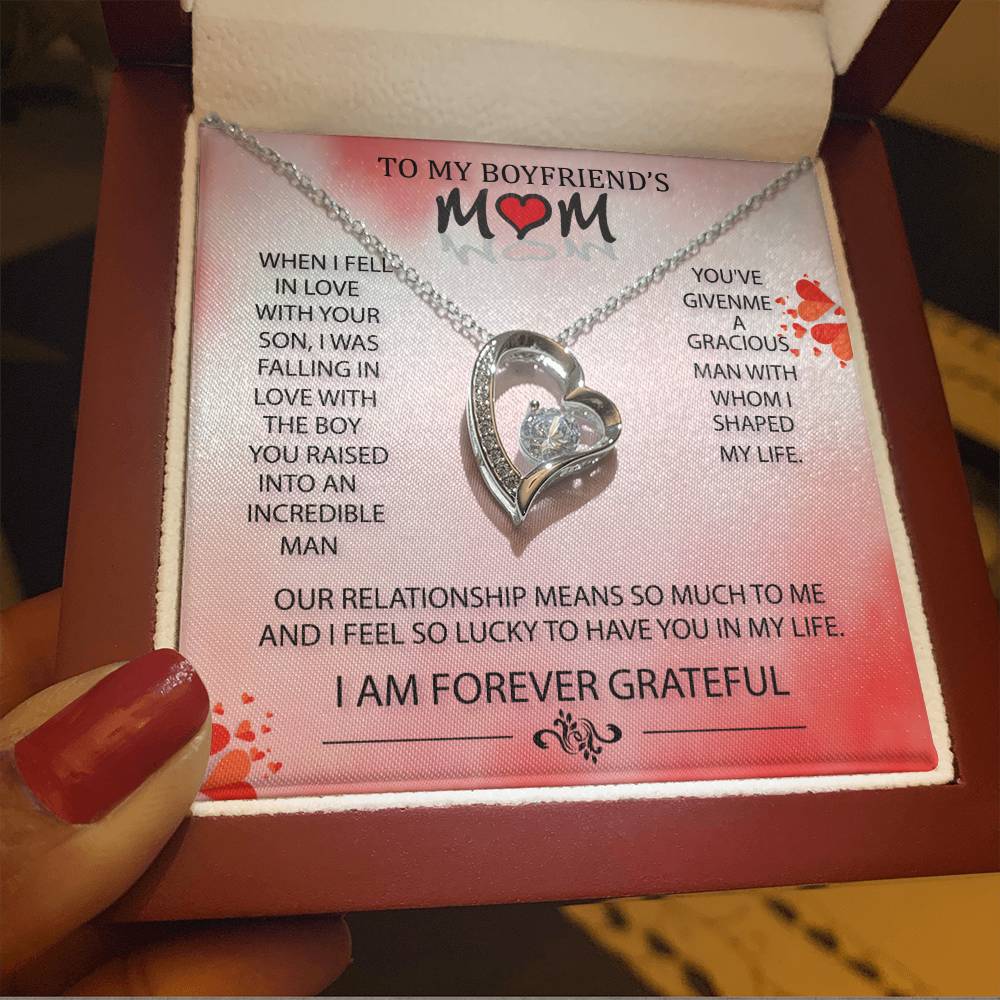 TO MY BOYFRIEND'S
MOM
WHEN I FELL
IN LOVE
WITH YOUR
SON, I WAS
FALLING IN
LOVE WITH
THE BOY
YOU RAISED
INTO AN
INCREDIBLE
MAN
YOU'VE
GIVENME
A
GRACIOUS
MAN WITH
WHOM I
SHAPED
MY LIFE.
OUR RELATIONSHIP MEANS SO MUCH TO ME
AND I FEEL SO LUCKY TO HAVE YOU IN MY LIFE.
I AM FOREVER GRATEFUL